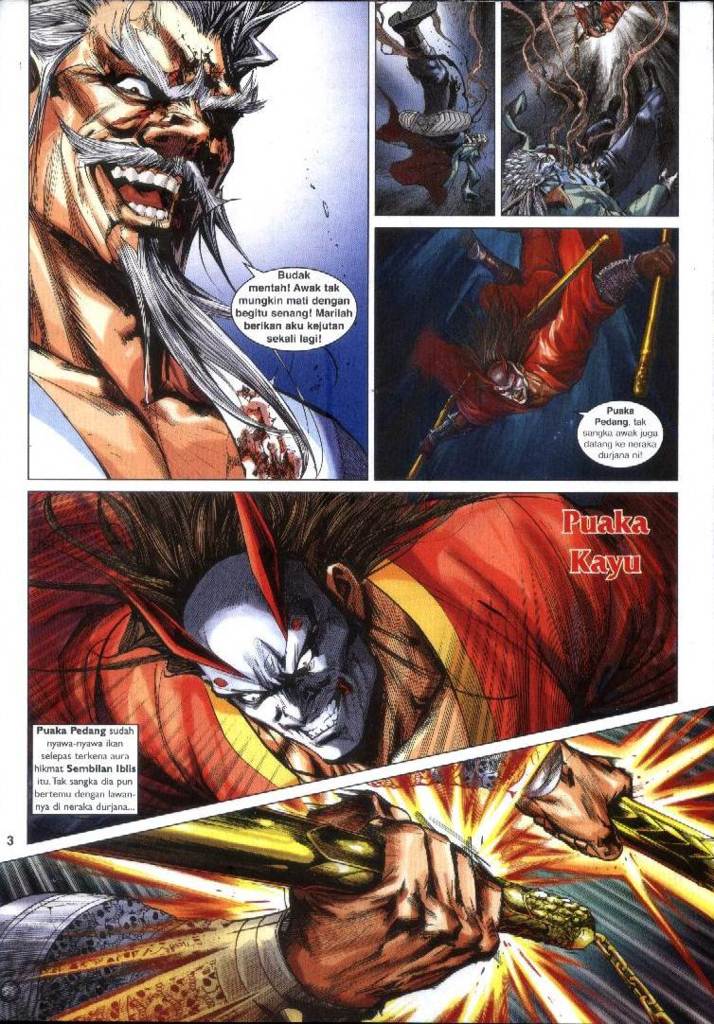 Budak
mentah! Awak tak
mungkin mati dengan
begitu senang! Marilah
berikan aku kejutan
sekali lagi!
Puaka
Pedang, tak
sangka awak juga
datang ke neraka
durjana ni!
Puaka
Kayu
Puaka Pedang sudah
nyawa-nyawa ikan
selepas terkena aura
hikmat Sembilan Iblis
itu. Tak sangka dia pun
bertemu dengan lawan-
nya di neraka durjana...
3